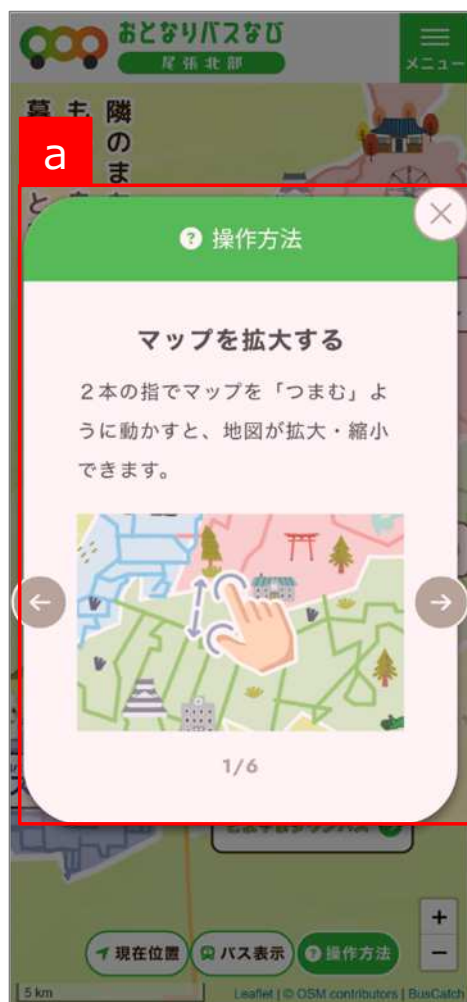 おとなりバスなび
尾張北部
メニュー
隣のま
も
暮
と
a
? 操作方法
マップを拡大する
2本の指でマップを「つまむ」よ
うに動かすと、地図が拡大・縮小
できます。
1/6
現在位置
バス表示
? 操作方法
+
−
5 km
Leaflet | © OSM contributors | BusCatch